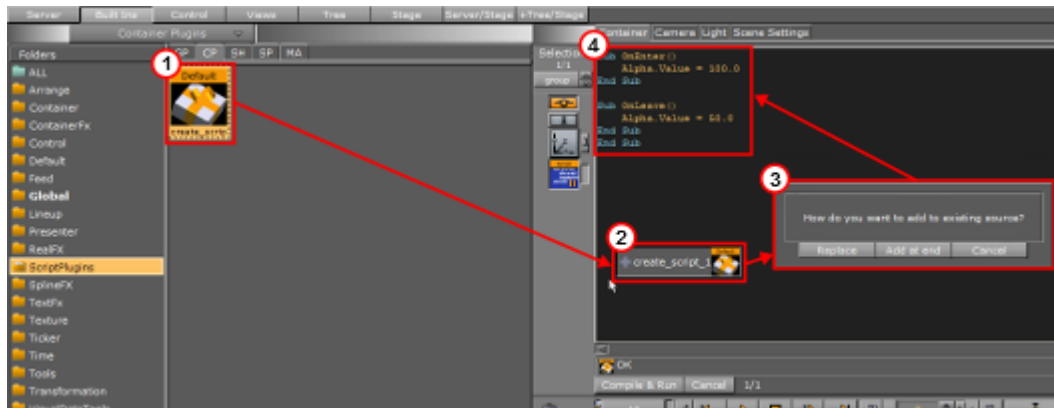 Server Built Ins Control Views Tree Stage Server/Stage +Tree/Stage
Container Plugins
Container Camera Light Scene Settings
Folders
CP SH SP MA
ALL
Arrange
Container
ContainerFx
Control
Default
Feed
Global
Lineup
Presenter
RealFX
ScriptPlugins
SplineFX
TextFx
Texture
Ticker
Time
Tools
Transformation
1
Default
create_scrip
Selection
1/1
group
4
Sub OnEnter()
Alpha.Value = 100.0
End Sub
Sub OnLeave()
Alpha.Value = 50.0
End Sub
End Sub
3
How do you want to add to existing source?
Replace Add at end Cancel
2
create_script_1
OK
Compile & Run Cancel 1/1